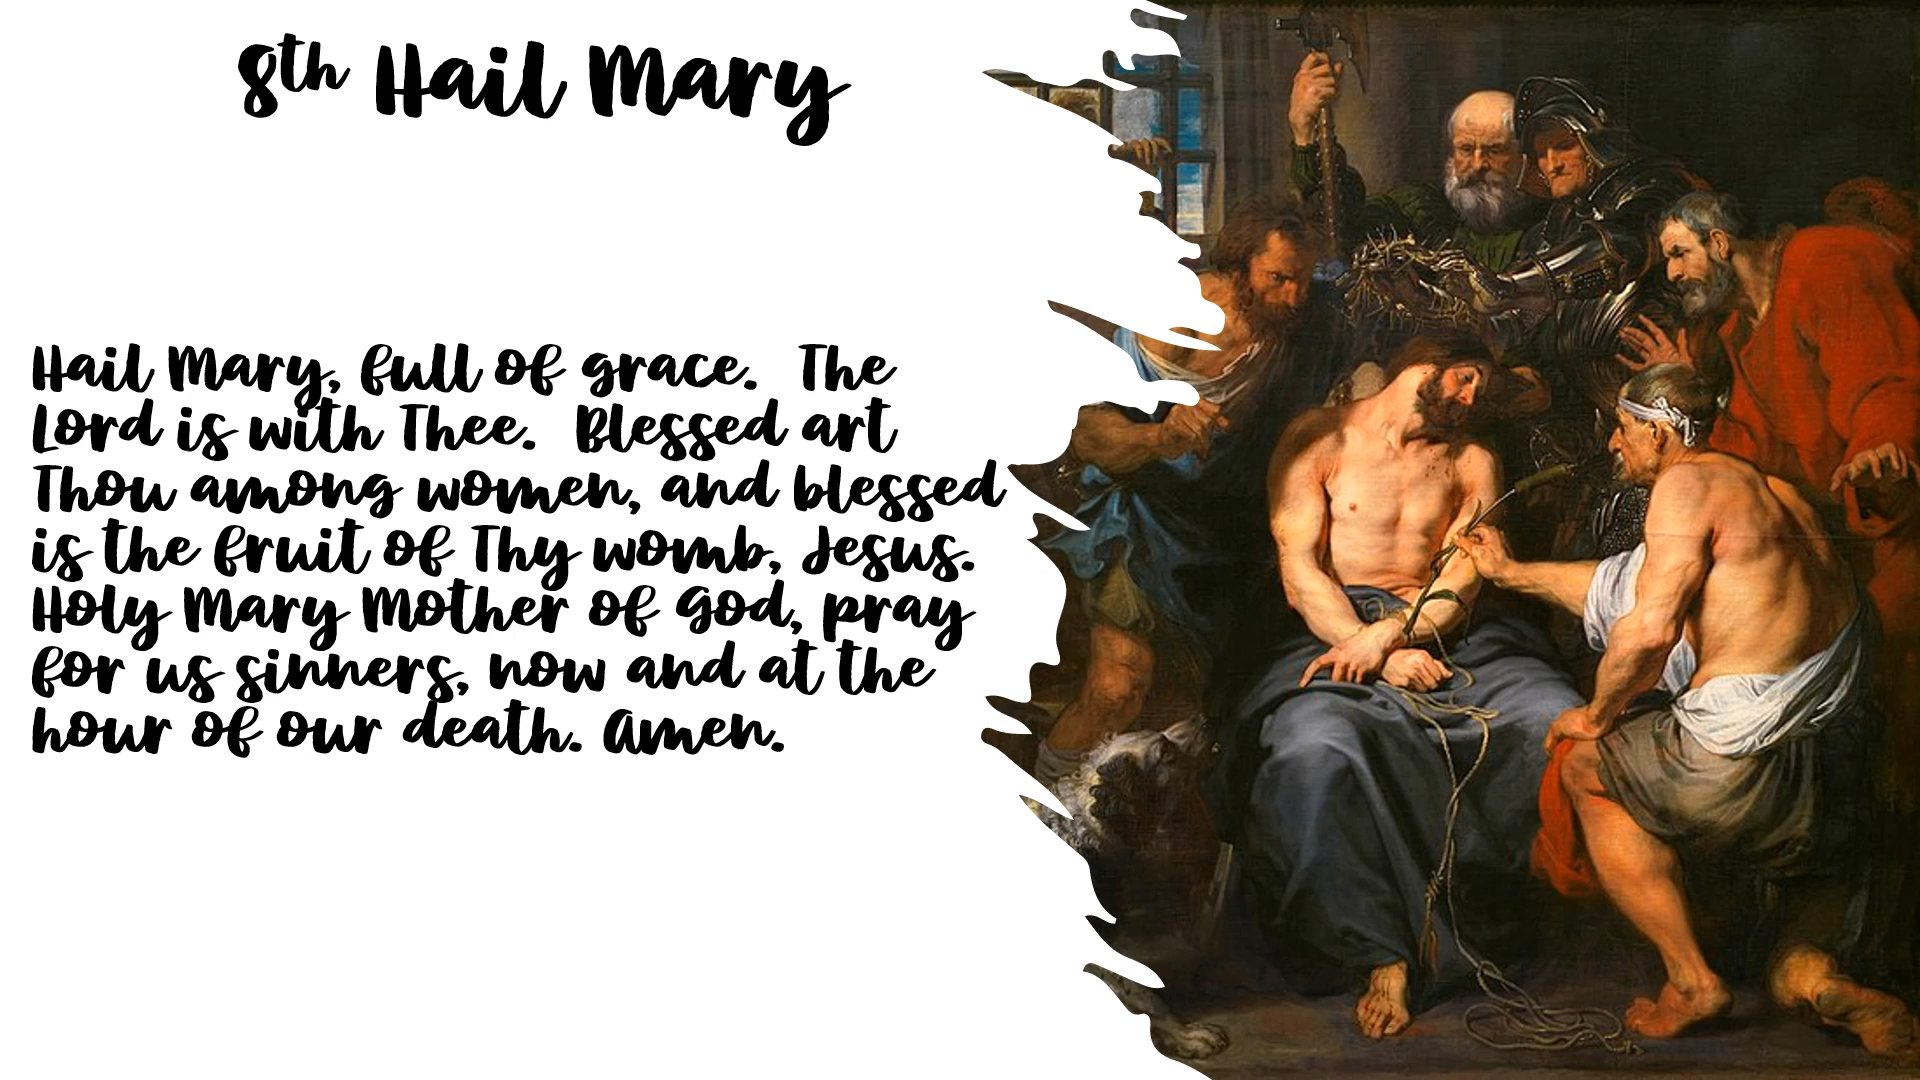 8th Hail Mary
Hail Mary, full of grace.  The
Lord is with Thee.  Blessed art
Thou among women, and blessed
is the fruit of Thy womb, Jesus.
Holy Mary Mother of God, pray
for us sinners, now and at the
hour of our death. Amen.